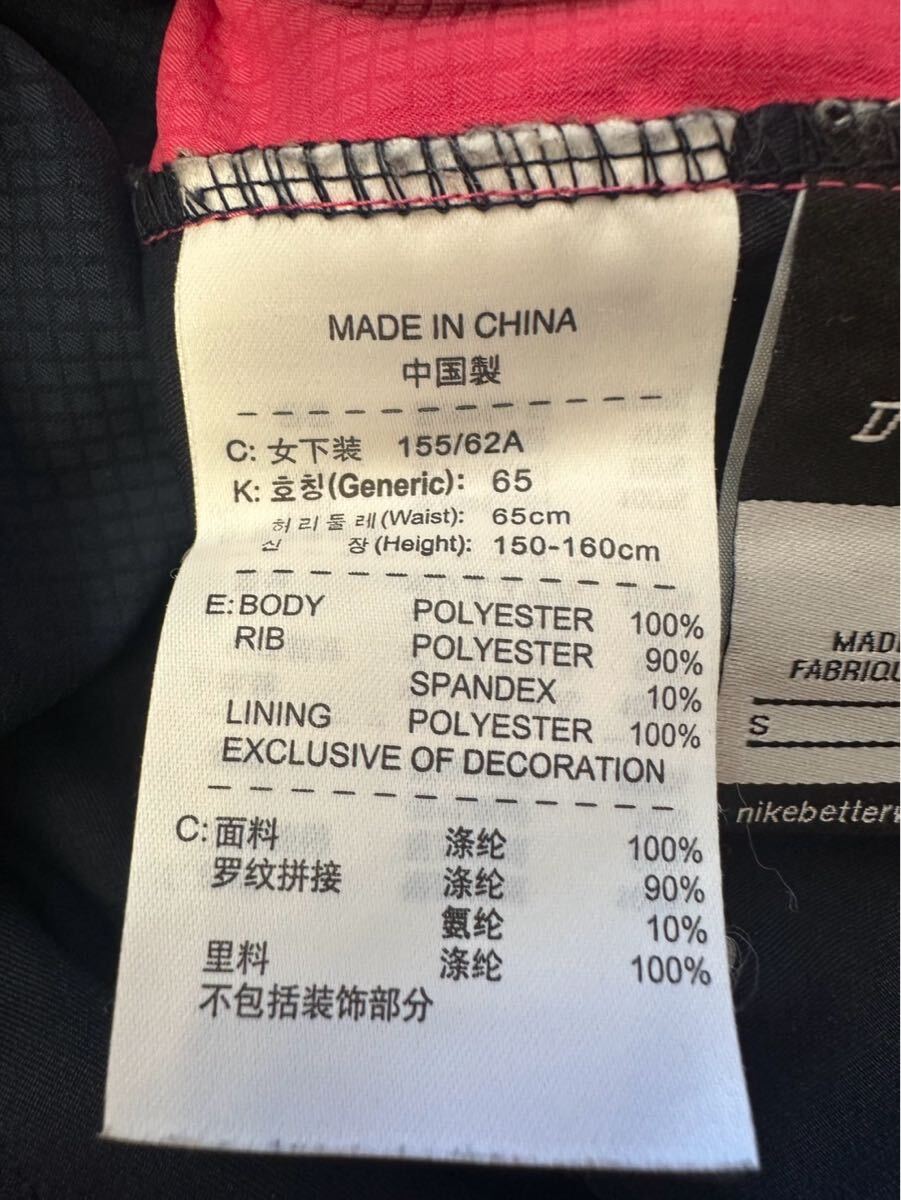 MADE IN CHINA
中国製
C: 女下装 155/62A
K: 호칭(Generic): 65
허리둘레(Waist): 65cm
신 장(Height): 150-160cm
E: BODY POLYESTER 100%
RIB POLYESTER 90%
SPANDEX 10%
LINING POLYESTER 100%
EXCLUSIVE OF DECORATION
C: 面料 涤纶 100%
罗纹拼接 涤纶 90%
氨纶 10%
里料 涤纶 100%
不包括装饰部分
MAD
FABRIQU
S
nikebetter